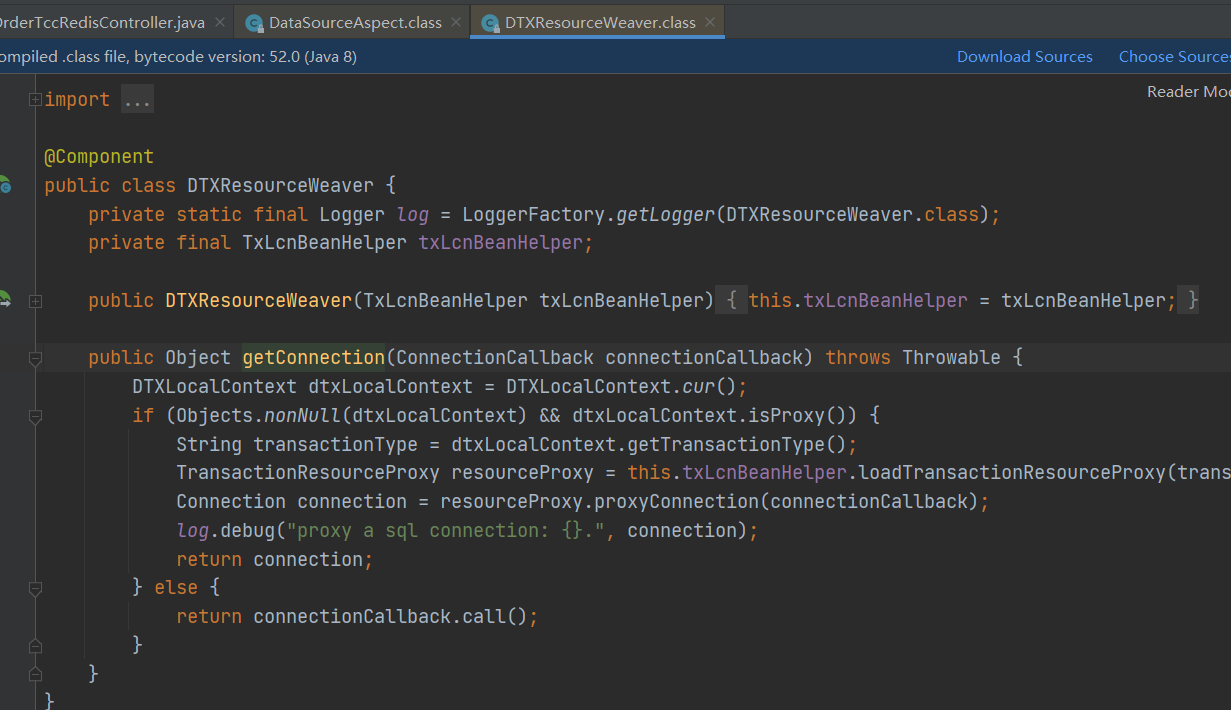 rderTccRedisController.java
DataSourceAspect.class
DTXResourceWeaver.class
ompiled .class file, bytecode version: 52.0 (Java 8)
Download Sources
Choose Sources
Reader Mod
import ...
@Component
public class DTXResourceWeaver {
private static final Logger log = LoggerFactory.getLogger(DTXResourceWeaver.class);
private final TxLcnBeanHelper txLcnBeanHelper;
public DTXResourceWeaver(TxLcnBeanHelper txLcnBeanHelper) { this.txLcnBeanHelper = txLcnBeanHelper; }
public Object getConnection(ConnectionCallback connectionCallback) throws Throwable {
DTXLocalContext dtxLocalContext = DTXLocalContext.cur();
if (Objects.nonNull(dtxLocalContext) && dtxLocalContext.isProxy()) {
String transactionType = dtxLocalContext.getTransactionType();
TransactionResourceProxy resourceProxy = this.txLcnBeanHelper.loadTransactionResourceProxy(trans
Connection connection = resourceProxy.proxyConnection(connectionCallback);
log.debug("proxy a sql connection: {}.", connection);
return connection;
} else {
return connectionCallback.call();
}
}
}